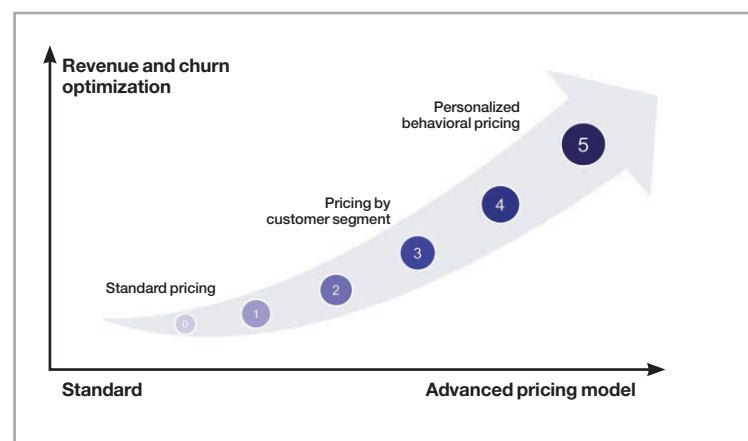 Revenue and churn
optimization
Personalized
behavioral pricing
5
Pricing by
customer segment
4
3
Standard pricing
2
1
0
Standard
Advanced pricing model